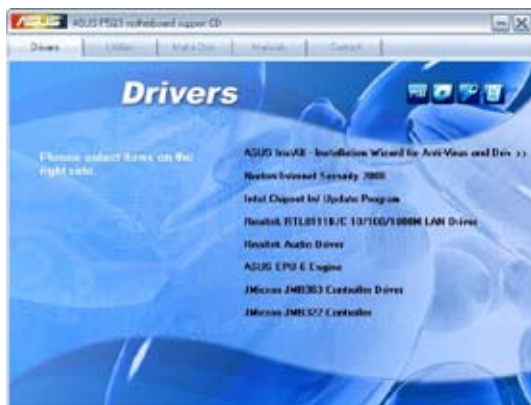 ASUS
ASUS P5Q3 motherboard support CD
Drivers
Utilities
Make Disk
Manuals
Contact
Drivers
Please select items on the right side.
ASUS InstAll - Installation Wizard for Anti-Virus and Driv >>
Norton Internet Security 2008
Intel Chipset Inf Update Program
Realtek RTL8111B/C 10/100/1000M LAN Driver
Realtek Audio Driver
ASUS EPU-6 Engine
JMicron JMB363 Controller Driver
JMicron JMB322 Controller